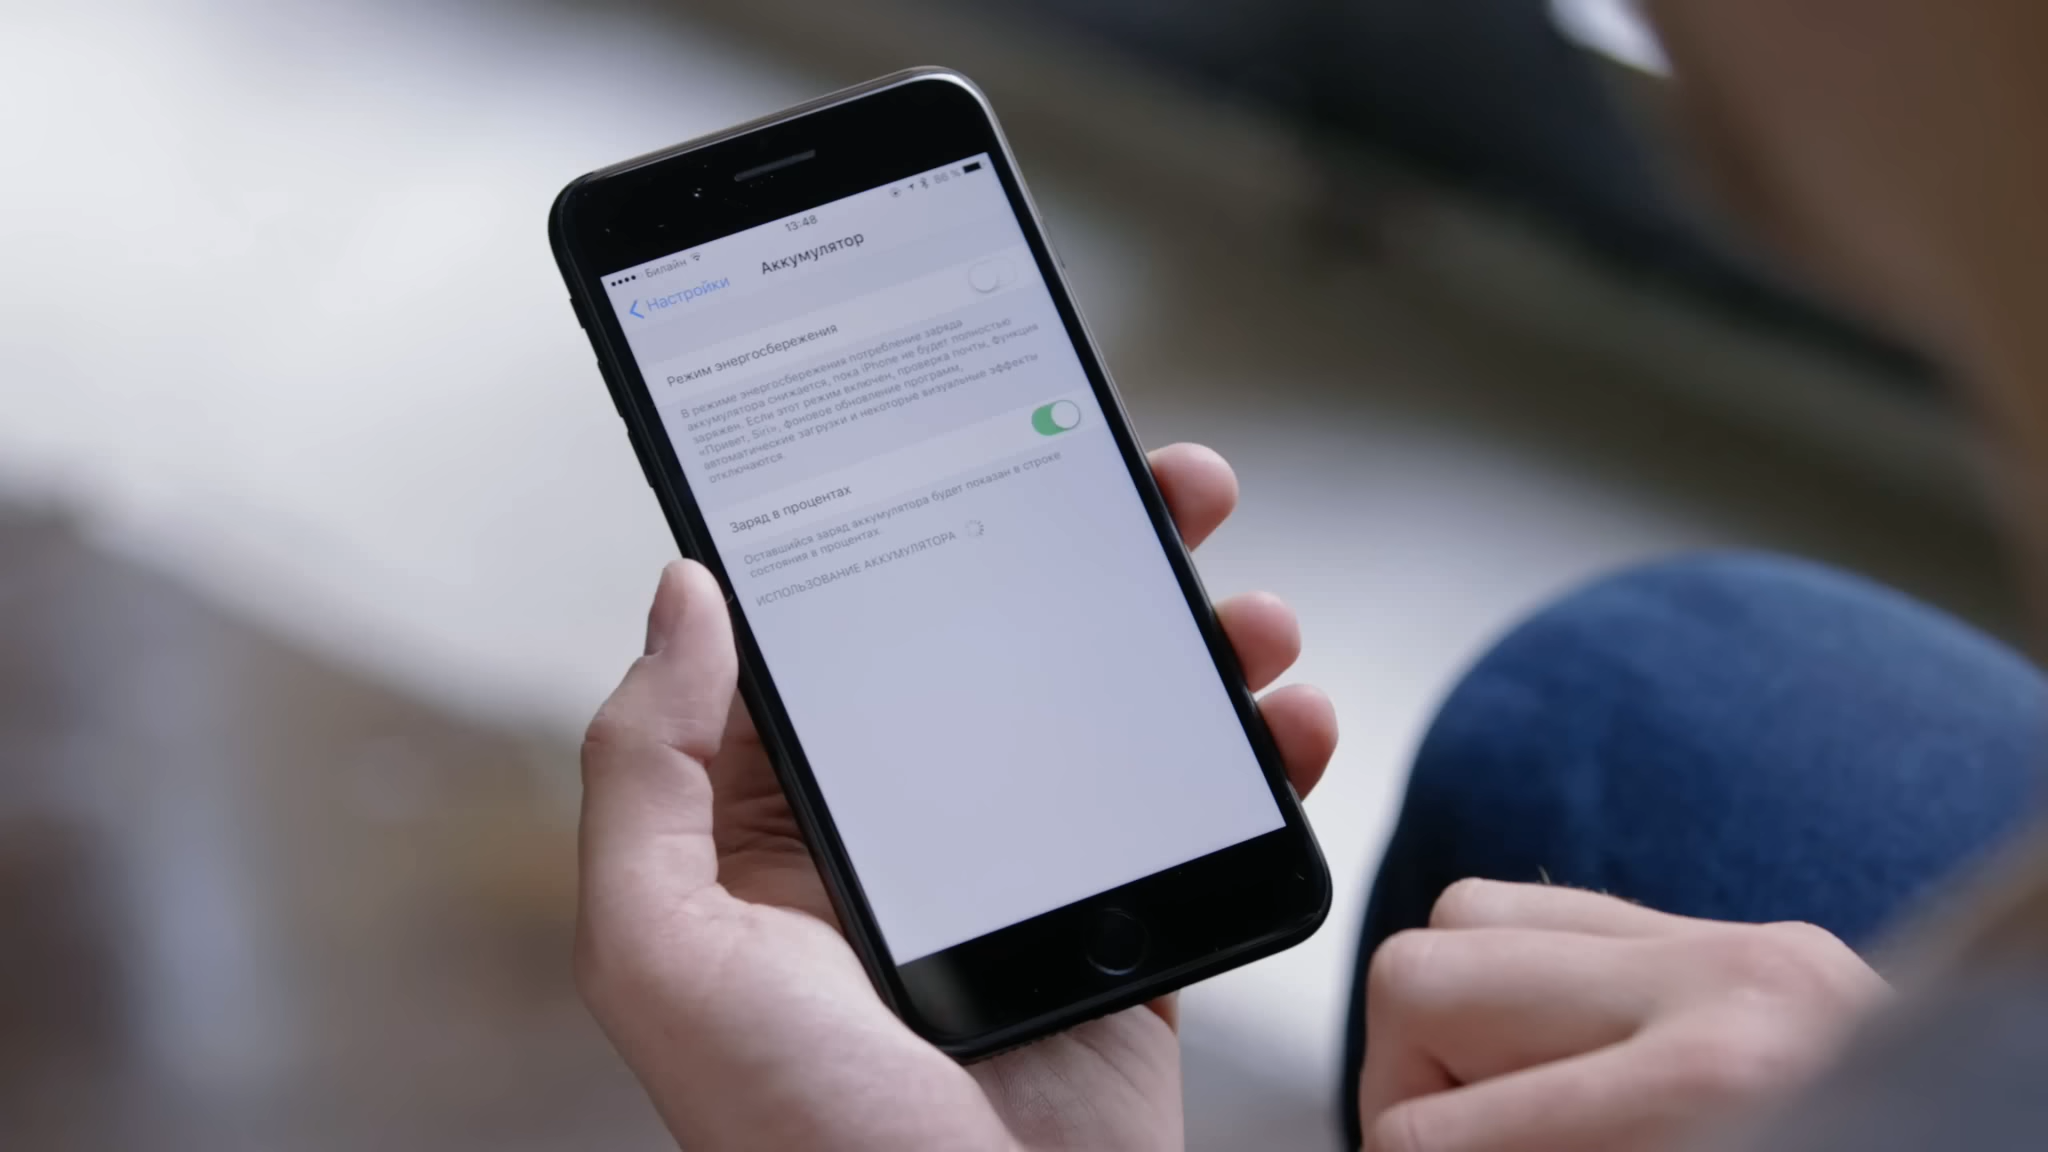 Билайн 13:48 86 %
Настройки Аккумулятор
Режим энергосбережения
В режиме энергосбережения потребление заряда
аккумулятора снижается, пока iPhone не будет полностью
заряжен. Если этот режим включен, проверка почты, функция
«Привет, Siri», фоновое обновление программ,
автоматические загрузки и некоторые визуальные эффекты
отключаются.
Заряд в процентах
Оставшийся заряд аккумулятора будет показан в строке
состояния в процентах.
ИСПОЛЬЗОВАНИЕ АККУМУЛЯТОРА